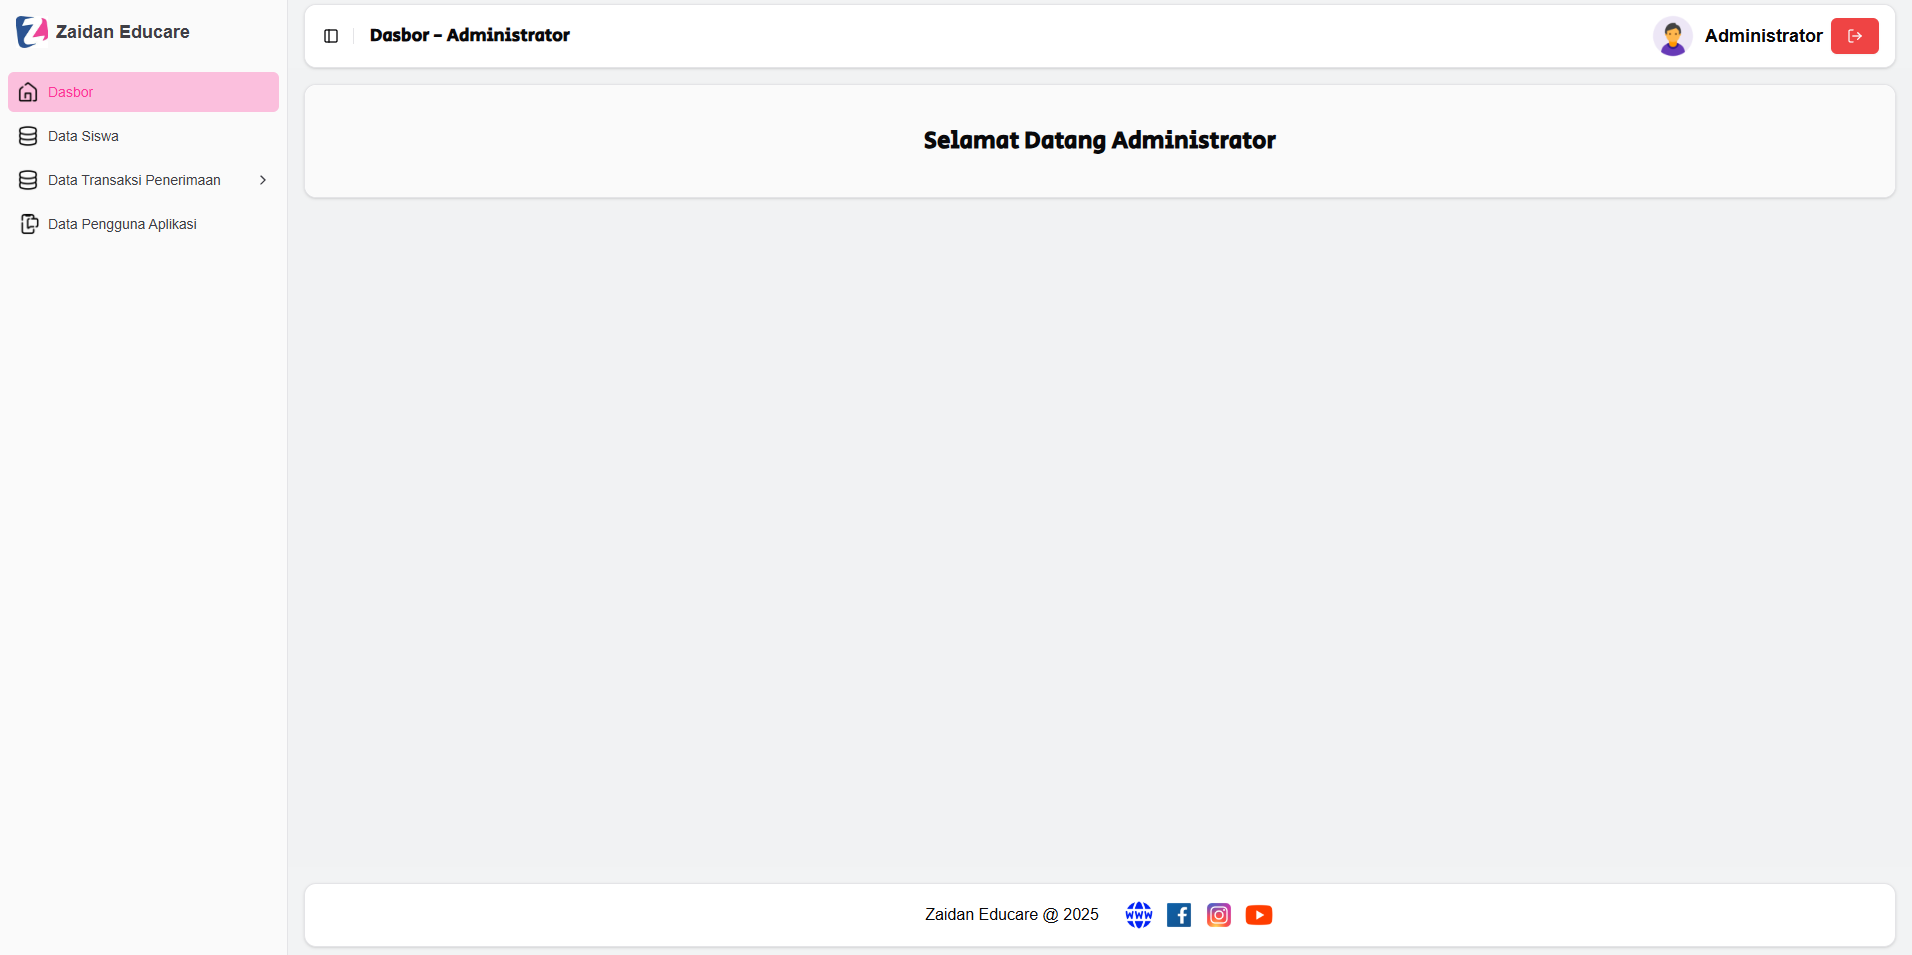 Zaidan Educare
Dasbor
Data Siswa
Data Transaksi Penerimaan
Data Pengguna Aplikasi
Dasbor - Administrator
Administrator
Selamat Datang Administrator
Zaidan Educare @ 2025
www